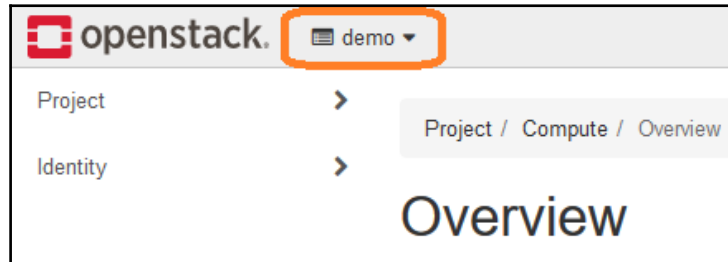 openstack. demo
Project
Project / Compute / Overview
Identity
Overview